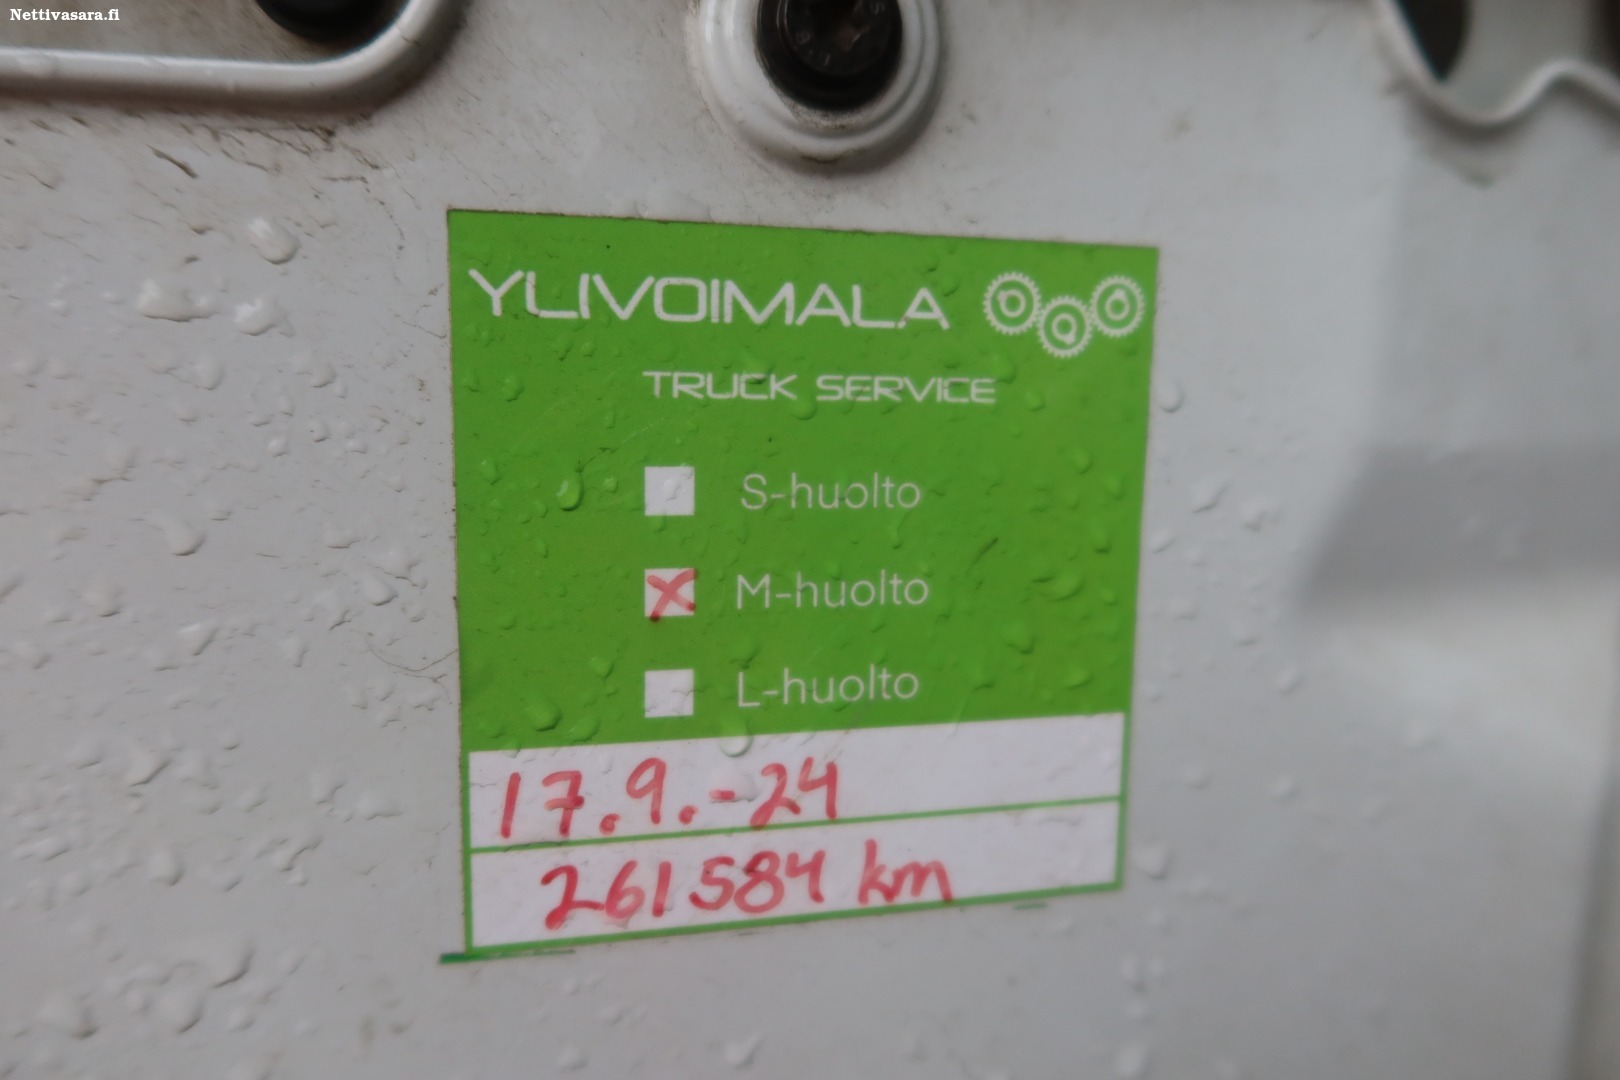 Nettivasara.fi
YLIVOIMALA
TRUCK SERVICE
S-huolto
M-huolto
L-huolto
17.9.-24
261584 km